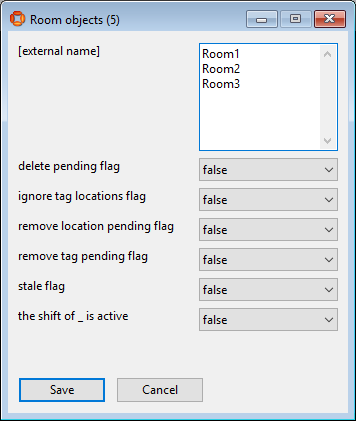 Room objects (5)
[external name]
Room1
Room2
Room3
delete pending flag false
ignore tag locations flag false
remove location pending flag false
remove tag pending flag false
stale flag false
the shift of _ is active false
Save Cancel